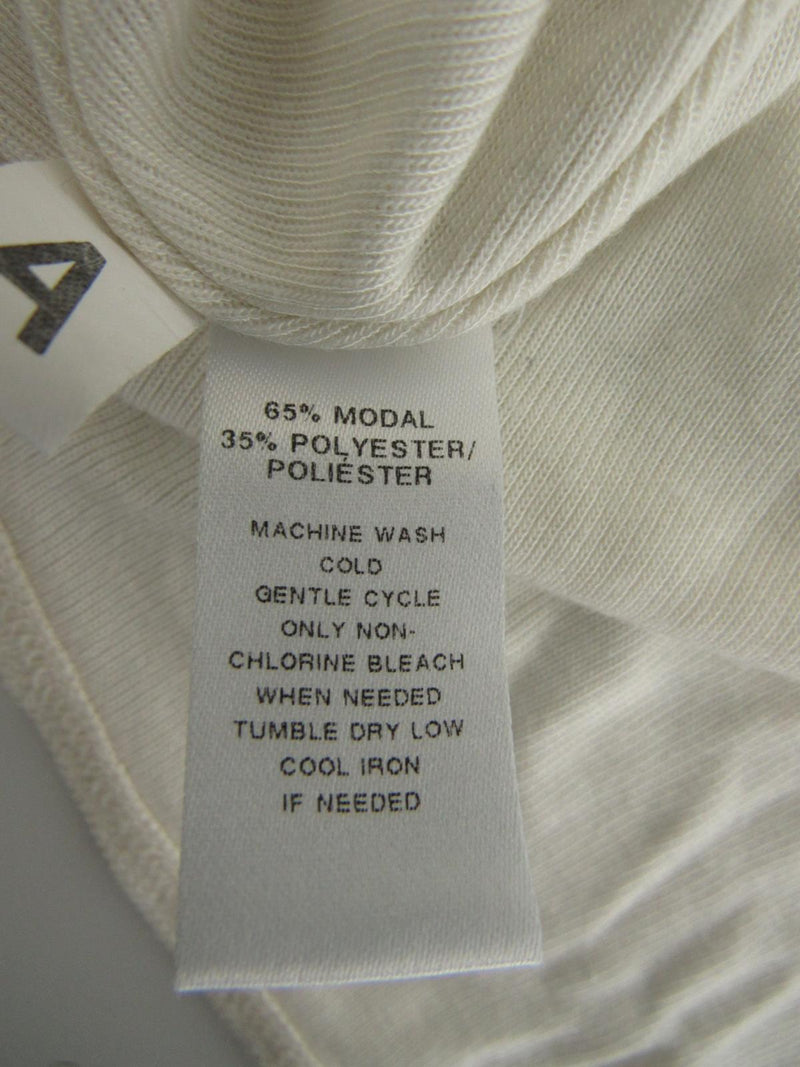 A
65% MODAL
35% POLYESTER/
POLIÉSTER
MACHINE WASH
COLD
GENTLE CYCLE
ONLY NON-
CHLORINE BLEACH
WHEN NEEDED
TUMBLE DRY LOW
COOL IRON
IF NEEDED